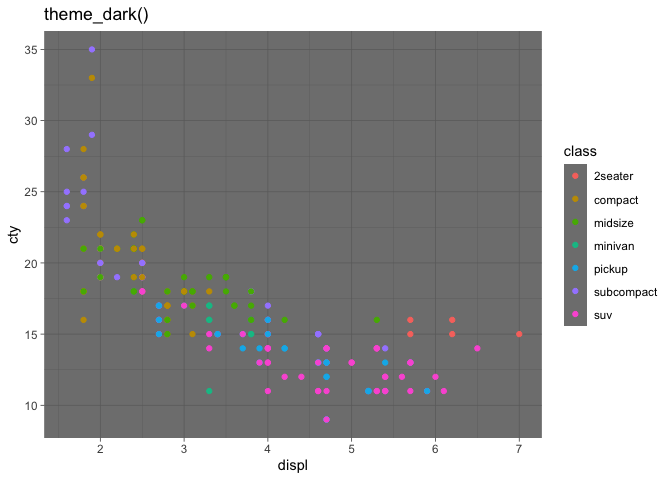 theme_dark()
35
30
25
20
15
10
cty
2 3 4 5 6 7
displ
class
2seater
compact
midsize
minivan
pickup
subcompact
suv